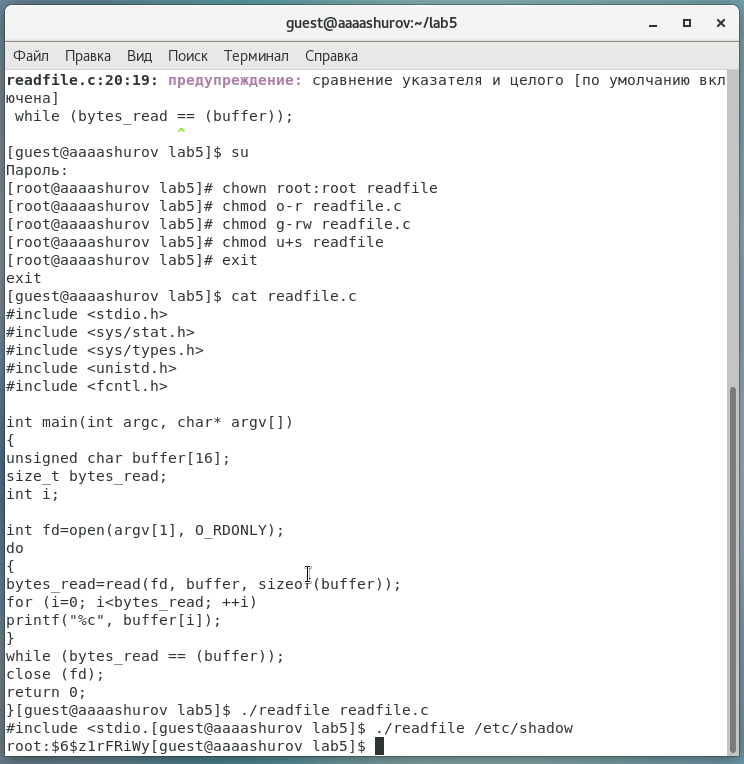 guest@aaaashurov:~/lab5
Файл Правка Вид Поиск Терминал Справка
readfile.c:20:19: предупреждение: сравнение указателя и целого [по умолчанию вкл
ючена]
 while (bytes_read == (buffer));
                   ^
[guest@aaaashurov lab5]$ su
Пароль:
[root@aaaashurov lab5]# chown root:root readfile
[root@aaaashurov lab5]# chmod o-r readfile.c
[root@aaaashurov lab5]# chmod g-rw readfile.c
[root@aaaashurov lab5]# chmod u+s readfile
[root@aaaashurov lab5]# exit
exit
[guest@aaaashurov lab5]$ cat readfile.c
#include <stdio.h>
#include <sys/stat.h>
#include <sys/types.h>
#include <unistd.h>
#include <fcntl.h>

int main(int argc, char* argv[])
{
unsigned char buffer[16];
size_t bytes_read;
int i;

int fd=open(argv[1], O_RDONLY);
do
{
bytes_read=read(fd, buffer, sizeof(buffer));
for (i=0; i<bytes_read; ++i)
printf("%c", buffer[i]);
}
while (bytes_read == (buffer));
close (fd);
return 0;
}[guest@aaaashurov lab5]$ ./readfile readfile.c
#include <stdio.[guest@aaaashurov lab5]$ ./readfile /etc/shadow
root:$6$z1rFRiWy[guest@aaaashurov lab5]$